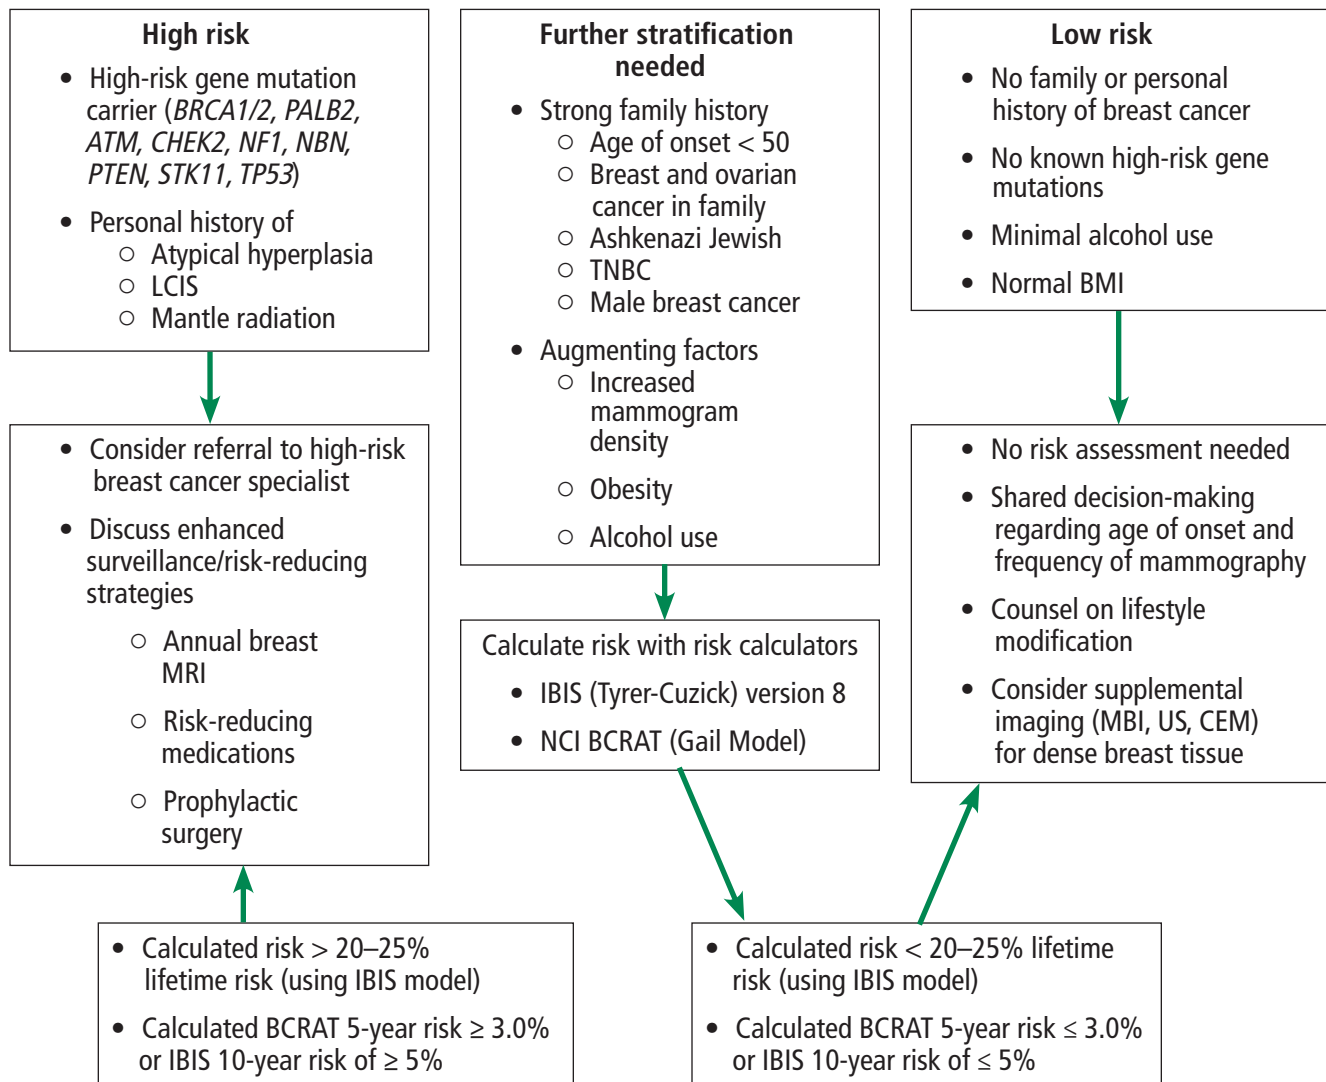 High risk
• High-risk gene mutation
carrier (BRCA1/2, PALB2,
ATM, CHEK2, NF1, NBN,
PTEN, STK11, TP53)
• Personal history of
○ Atypical hyperplasia
○ LCIS
○ Mantle radiation
Further stratification
needed
• Strong family history
○ Age of onset < 50
○ Breast and ovarian
cancer in family
○ Ashkenazi Jewish
○ TNBC
○ Male breast cancer
• Augmenting factors
○ Increased
mammogram
density
○ Obesity
○ Alcohol use
Low risk
• No family or personal
history of breast cancer
• No known high-risk gene
mutations
• Minimal alcohol use
• Normal BMI
• Consider referral to high-risk
breast cancer specialist
• Discuss enhanced
surveillance/risk-reducing
strategies
○ Annual breast
MRI
○ Risk-reducing
medications
○ Prophylactic
surgery
Calculate risk with risk calculators
• IBIS (Tyrer-Cuzick) version 8
• NCI BCRAT (Gail Model)
• No risk assessment needed
• Shared decision-making
regarding age of onset and
frequency of mammography
• Counsel on lifestyle
modification
• Consider supplemental
imaging (MBI, US, CEM)
for dense breast tissue
• Calculated risk > 20–25%
lifetime risk (using IBIS model)
• Calculated BCRAT 5-year risk ≥ 3.0%
or IBIS 10-year risk of ≥ 5%
• Calculated risk < 20–25% lifetime
risk (using IBIS model)
• Calculated BCRAT 5-year risk ≤ 3.0%
or IBIS 10-year risk of ≤ 5%